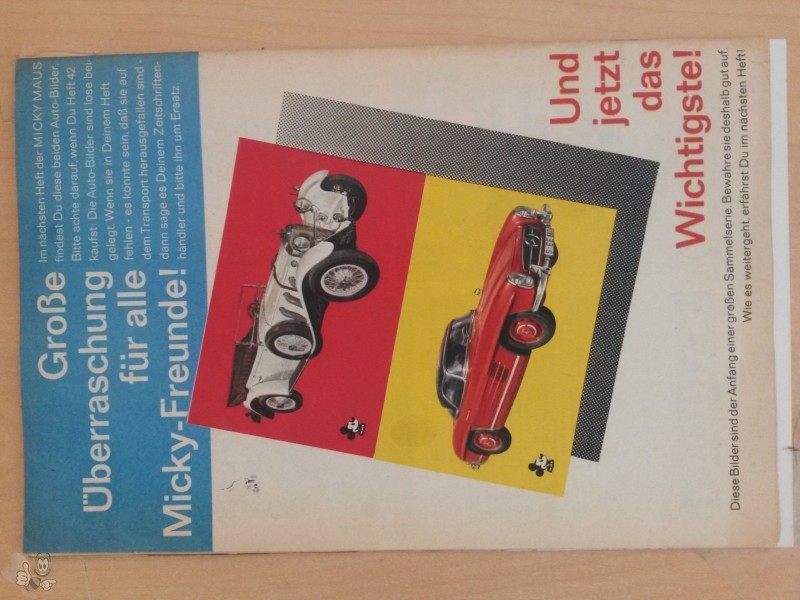 Große
Überraschung
für alle
Micky-Freunde!
Im nächsten Heft der MICKY MAUS
findest Du diese beiden Auto-Bilder.
Bitte achte darauf, wenn Du Heft 42
kaufst: Die Auto-Bilder sind lose bei-
gelegt. Wenn sie in Deinem Heft
fehlen - es könnte sein, daß sie auf
dem Transport herausgefallen sind -
dann sage es Deinem Zeitschriften-
händler und bitte ihn um Ersatz.
Und
jetzt
das
Wichtigste!
Diese Bilder sind der Anfang einer großen Sammelserie. Bewahre sie deshalb gut auf.
Wie es weitergeht, erfährst Du im nächsten Heft!